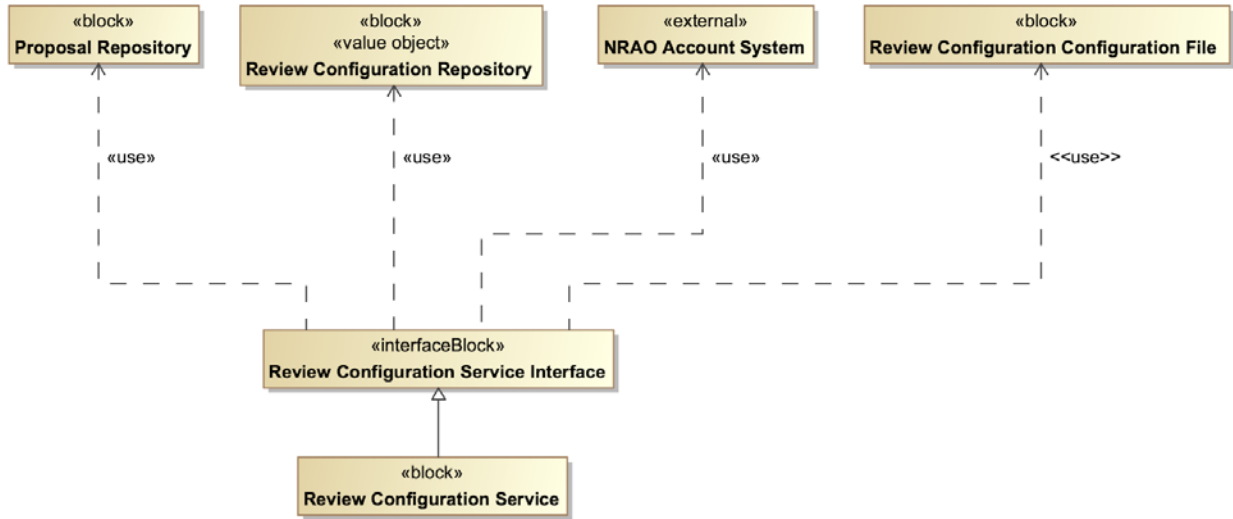 «block»
Proposal Repository
«block»
«value object»
Review Configuration Repository
«external»
NRAO Account System
«block»
Review Configuration Configuration File
«use»
«use»
«use»
<<use>>
«interfaceBlock»
Review Configuration Service Interface
«block»
Review Configuration Service